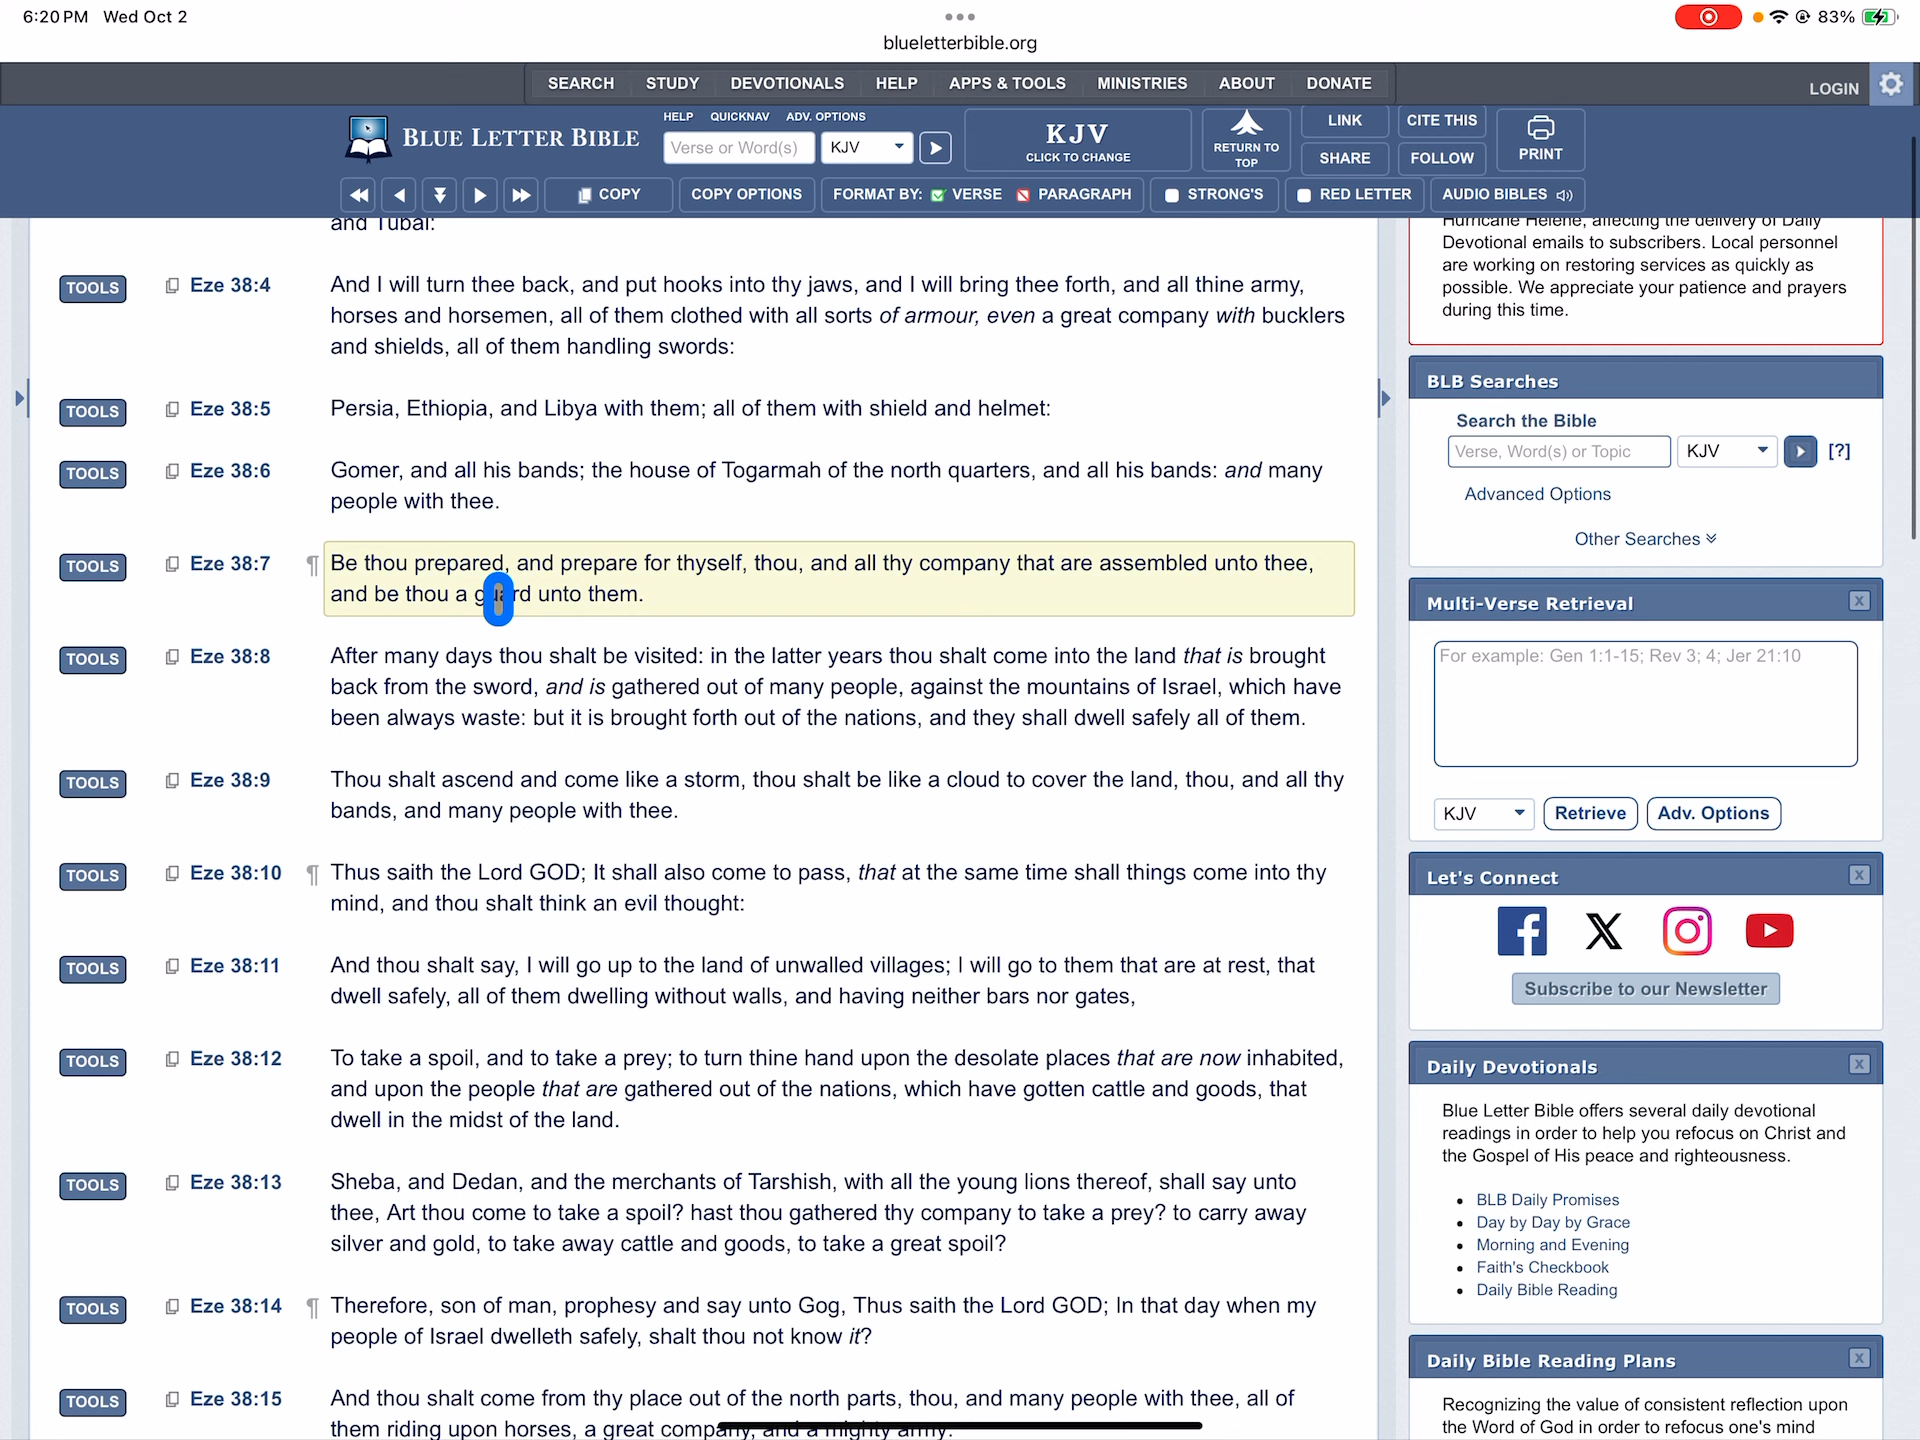 6:20 PM Wed Oct 2
83%
blueletterbible.org
SEARCH STUDY DEVOTIONALS HELP APPS & TOOLS MINISTRIES ABOUT DONATE
LOGIN
BLUE LETTER BIBLE
HELP QUICKNAV ADV. OPTIONS
Verse or Word(s) KJV
KJV
CLICK TO CHANGE
RETURN TO
TOP
LINK CITE THIS
SHARE FOLLOW
PRINT
COPY COPY OPTIONS FORMAT BY: VERSE PARAGRAPH STRONG'S RED LETTER AUDIO BIBLES
and Tubal:
TOOLS Eze 38:4 And I will turn thee back, and put hooks into thy jaws, and I will bring thee forth, and all thine army,
horses and horsemen, all of them clothed with all sorts of armour, even a great company with bucklers
and shields, all of them handling swords:
TOOLS Eze 38:5 Persia, Ethiopia, and Libya with them; all of them with shield and helmet:
TOOLS Eze 38:6 Gomer, and all his bands; the house of Togarmah of the north quarters, and all his bands: and many
people with thee.
TOOLS Eze 38:7 ¶ Be thou prepared, and prepare for thyself, thou, and all thy company that are assembled unto thee,
and be thou a guard unto them.
TOOLS Eze 38:8 After many days thou shalt be visited: in the latter years thou shalt come into the land that is brought
back from the sword, and is gathered out of many people, against the mountains of Israel, which have
been always waste: but it is brought forth out of the nations, and they shall dwell safely all of them.
TOOLS Eze 38:9 Thou shalt ascend and come like a storm, thou shalt be like a cloud to cover the land, thou, and all thy
bands, and many people with thee.
TOOLS Eze 38:10 ¶ Thus saith the Lord GOD; It shall also come to pass, that at the same time shall things come into thy
mind, and thou shalt think an evil thought:
TOOLS Eze 38:11 And thou shalt say, I will go up to the land of unwalled villages; I will go to them that are at rest, that
dwell safely, all of them dwelling without walls, and having neither bars nor gates,
TOOLS Eze 38:12 To take a spoil, and to take a prey; to turn thine hand upon the desolate places that are now inhabited,
and upon the people that are gathered out of the nations, which have gotten cattle and goods, that
dwell in the midst of the land.
TOOLS Eze 38:13 Sheba, and Dedan, and the merchants of Tarshish, with all the young lions thereof, shall say unto
thee, Art thou come to take a spoil? hast thou gathered thy company to take a prey? to carry away
silver and gold, to take away cattle and goods, to take a great spoil?
TOOLS Eze 38:14 ¶ Therefore, son of man, prophesy and say unto Gog, Thus saith the Lord GOD; In that day when my
people of Israel dwelleth safely, shalt thou not know it?
TOOLS Eze 38:15 And thou shalt come from thy place out of the north parts, thou, and many people with thee, all of
them riding upon horses, a great company, and a mighty army:
Hurricane Helene, affecting the delivery of Daily
Devotional emails to subscribers. Local personnel
are working on restoring services as quickly as
possible. We appreciate your patience and prayers
during this time.
BLB Searches
Search the Bible
Verse, Word(s) or Topic KJV [?]
Advanced Options
Other Searches
Multi-Verse Retrieval x
For example: Gen 1:1-15; Rev 3; 4; Jer 21:10
KJV Retrieve Adv. Options
Let's Connect x
Subscribe to our Newsletter
Daily Devotionals x
Blue Letter Bible offers several daily devotional
readings in order to help you refocus on Christ and
the Gospel of His peace and righteousness.
• BLB Daily Promises
• Day by Day by Grace
• Morning and Evening
• Faith's Checkbook
• Daily Bible Reading
Daily Bible Reading Plans x
Recognizing the value of consistent reflection upon
the Word of God in order to refocus one's mind